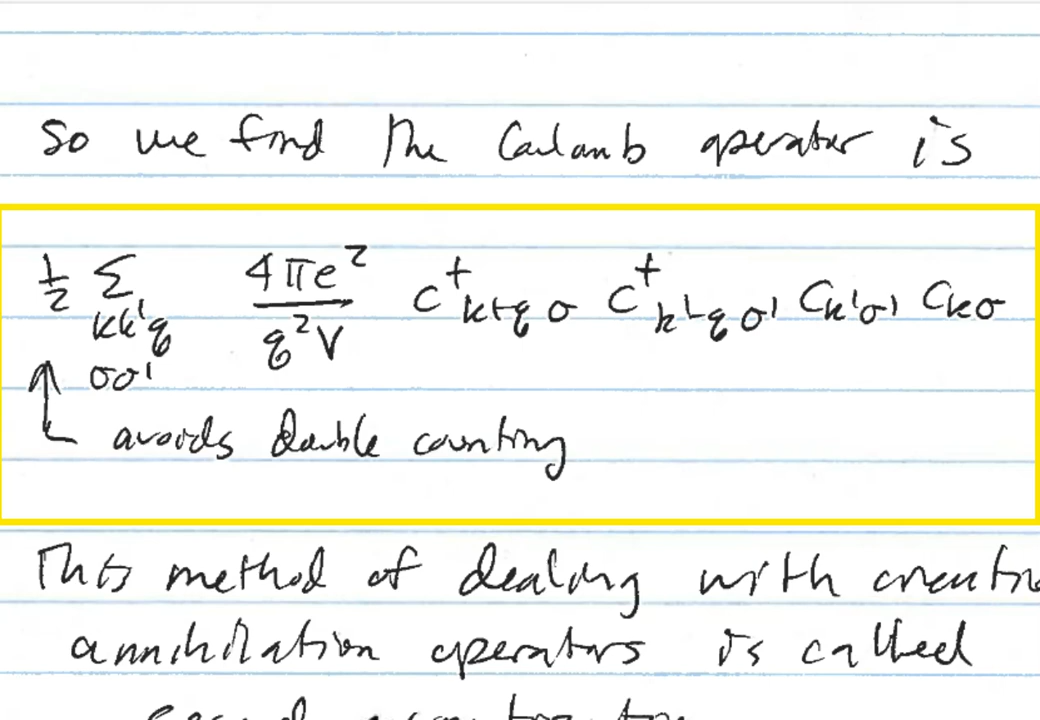 So we find the Coulomb operator is
½ Σ 4πe² / q²V C†k+qσ C†k'-qσ' Ck'σ' Ckσ
kk'q
σσ'
avoids double counting
This method of dealing with
annihilation operators is called